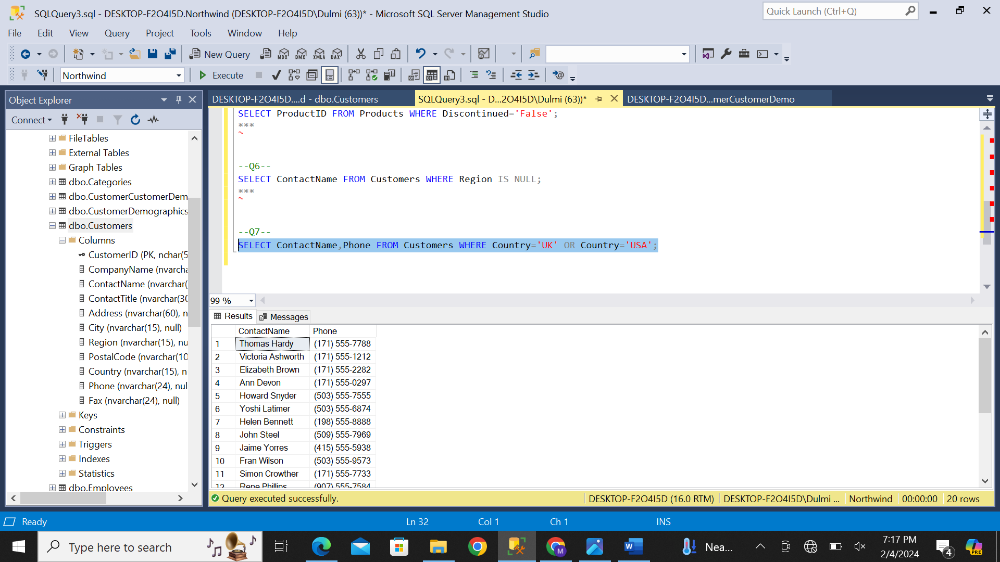 SQLQuery3.sql - DESKTOP-F2O4I5D.Northwind (DESKTOP-F2O4I5D\Dulmi (63))* - Microsoft SQL Server Management Studio
Quick Launch (Ctrl+Q)
File Edit View Query Project Tools Window Help
New Query MDX DMX XMLA DAX
Northwind Execute
Object Explorer
Connect
FileTables
External Tables
Graph Tables
dbo.Categories
dbo.CustomerCustomerDem
dbo.CustomerDemographics
dbo.Customers
Columns
CustomerID (PK, nchar(5
CompanyName (nvarcha
ContactName (nvarchar(
ContactTitle (nvarchar(30
Address (nvarchar(60), n
City (nvarchar(15), null)
Region (nvarchar(15), nu
PostalCode (nvarchar(10
Country (nvarchar(15), n
Phone (nvarchar(24), nul
Fax (nvarchar(24), null)
Keys
Constraints
Triggers
Indexes
Statistics
dbo.Employees
DESKTOP-F2O4I5D....d - dbo.Customers SQLQuery3.sql - D...2O4I5D\Dulmi (63))* DESKTOP-F2O4I5D...merCustomerDemo
SELECT ProductID FROM Products WHERE Discontinued='False';
***
--Q6--
SELECT ContactName FROM Customers WHERE Region IS NULL;
***
--Q7--
SELECT ContactName,Phone FROM Customers WHERE Country='UK' OR Country='USA';
99 %
Results Messages
ContactName Phone
1 Thomas Hardy (171) 555-7788
2 Victoria Ashworth (171) 555-1212
3 Elizabeth Brown (171) 555-2282
4 Ann Devon (171) 555-0297
5 Howard Snyder (503) 555-7555
6 Yoshi Latimer (503) 555-6874
7 Helen Bennett (198) 555-8888
8 John Steel (509) 555-7969
9 Jaime Yorres (415) 555-5938
10 Fran Wilson (503) 555-9573
11 Simon Crowther (171) 555-7733
12 Rene Phillips (907) 555-7584
Query executed successfully. DESKTOP-F2O4I5D (16.0 RTM) DESKTOP-F2O4I5D\Dulmi ... Northwind 00:00:00 20 rows
Ready Ln 32 Col 1 Ch 1 INS
Type here to search Nea... 7:17 PM
2/4/2024 4 PRE